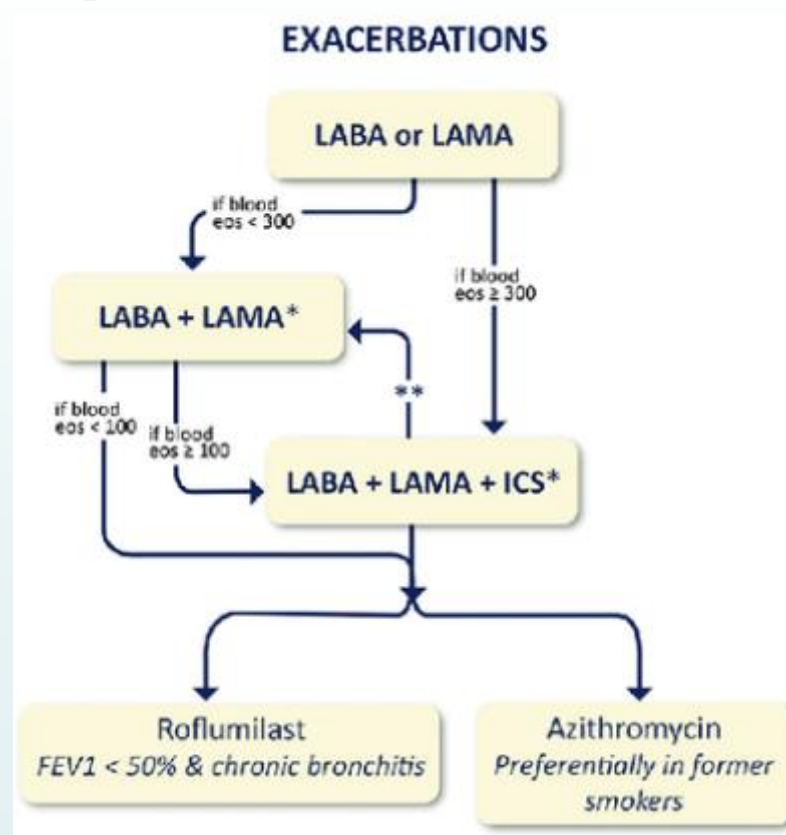 EXACERBATIONS
LABA or LAMA
if blood
eos < 300
if blood
eos ≥ 300
LABA + LAMA*
**
if blood
eos < 100
if blood
eos ≥ 100
LABA + LAMA + ICS*
Roflumilast
FEV1 < 50% & chronic bronchitis
Azithromycin
Preferentially in former
smokers